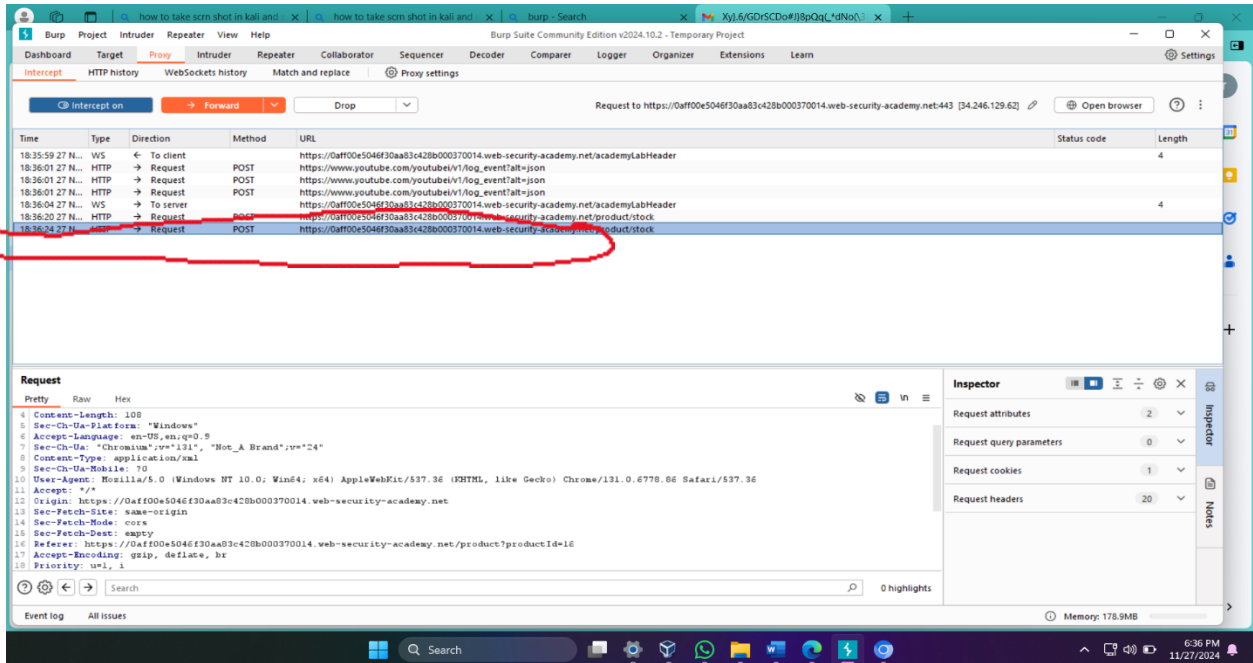 how to take scrn shot in kali and
how to take scrn shot in kali and
burp - Search
XyJ.6/GDrSCDo#J)8pQq(_*dNo(\3
Burp Project Intruder Repeater View Help
Burp Suite Community Edition v2024.10.2 - Temporary Project
Dashboard Target Proxy Intruder Repeater Collaborator Sequencer Decoder Comparer Logger Organizer Extensions Learn
Settings
Intercept HTTP history WebSockets history Match and replace Proxy settings
Intercept on → Forward Drop Request to https://0aff00e5046f30aa83c428b000370014.web-security-academy.net:443 [34.246.129.62] Open browser
Time Type Direction Method URL Status code Length
18:35:59 27 N... WS ← To client https://0aff00e5046f30aa83c428b000370014.web-security-academy.net/academyLabHeader 4
18:36:01 27 N... HTTP → Request POST https://www.youtube.com/youtubei/v1/log_event?alt=json
18:36:01 27 N... HTTP → Request POST https://www.youtube.com/youtubei/v1/log_event?alt=json
18:36:04 27 N... WS → To server https://0aff00e5046f30aa83c428b000370014.web-security-academy.net/academyLabHeader 4
18:36:20 27 N... HTTP → Request POST https://0aff00e5046f30aa83c428b000370014.web-security-academy.net/product/stock
18:36:24 27 N... HTTP → Request POST https://0aff00e5046f30aa83c428b000370014.web-security-academy.net/product/stock
Request
Pretty Raw Hex
\n
4 Content-Length: 108
5 Sec-Ch-Ua-Platform: "Windows"
6 Accept-Language: en-US,en;q=0.9
7 Sec-Ch-Ua: "Chromium";v="131", "Not_A Brand";v="24"
8 Content-Type: application/xml
9 Sec-Ch-Ua-Mobile: ?0
10 User-Agent: Mozilla/5.0 (Windows NT 10.0; Win64; x64) AppleWebKit/537.36 (KHTML, like Gecko) Chrome/131.0.6778.86 Safari/537.36
11 Accept: */*
12 Origin: https://0aff00e5046f30aa83c428b000370014.web-security-academy.net
13 Sec-Fetch-Site: same-origin
14 Sec-Fetch-Mode: cors
15 Sec-Fetch-Dest: empty
16 Referer: https://0aff00e5046f30aa83c428b000370014.web-security-academy.net/product?productId=16
17 Accept-Encoding: gzip, deflate, br
18 Priority: u=1, i
Search
0 highlights
Inspector
Request attributes 2
Request query parameters 0
Request cookies 1
Request headers 20
Inspector
Notes
Event log All issues
Memory: 178.9MB
Search
6:36 PM
11/27/2024